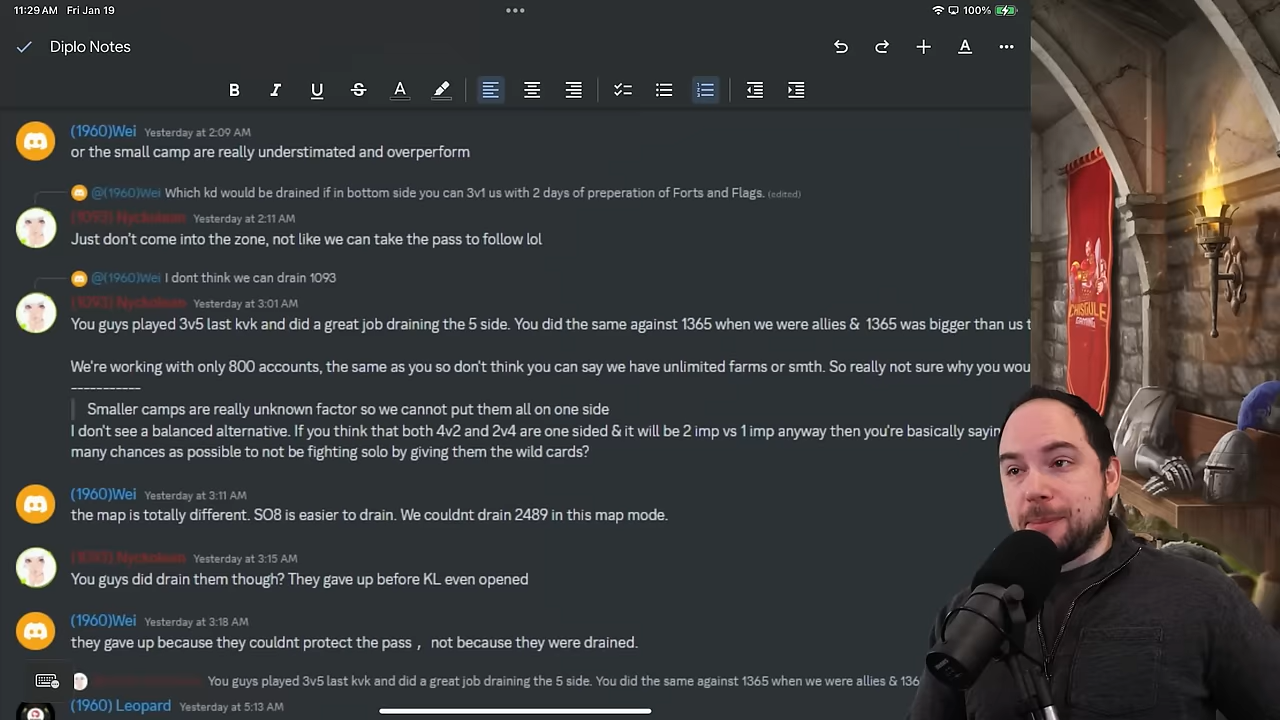 11:29 AM Fri Jan 19
100%
Diplo Notes
B I U S A A
(1960)Wei Yesterday at 2:09 AM
or the small camp are really understimated and overperform
@(1960)Wei Which kd would be drained if in bottom side you can 3v1 us with 2 days of preperation of Forts and Flags. (edited)
Yesterday at 2:11 AM
Just don't come into the zone, not like we can take the pass to follow lol
@(1960)Wei I dont think we can drain 1093
Yesterday at 3:01 AM
You guys played 3v5 last kvk and did a great job draining the 5 side. You did the same against 1365 when we were allies & 1365 was bigger than us t
We're working with only 800 accounts, the same as you so don't think you can say we have unlimited farms or smth. So really not sure why you wou
-----------
Smaller camps are really unknown factor so we cannot put them all on one side
I don't see a balanced alternative. If you think that both 4v2 and 2v4 are one sided & it will be 2 imp vs 1 imp anyway then you're basically sayin
many chances as possible to not be fighting solo by giving them the wild cards?
(1960)Wei Yesterday at 3:11 AM
the map is totally different. SO8 is easier to drain. We couldnt drain 2489 in this map mode.
Yesterday at 3:15 AM
You guys did drain them though? They gave up before KL even opened
(1960)Wei Yesterday at 3:18 AM
they gave up because they couldnt protect the pass ，not because they were drained.
You guys played 3v5 last kvk and did a great job draining the 5 side. You did the same against 1365 when we were allies & 136
(1960) Leopard Yesterday at 5:13 AM
CHISGULE
GAMING